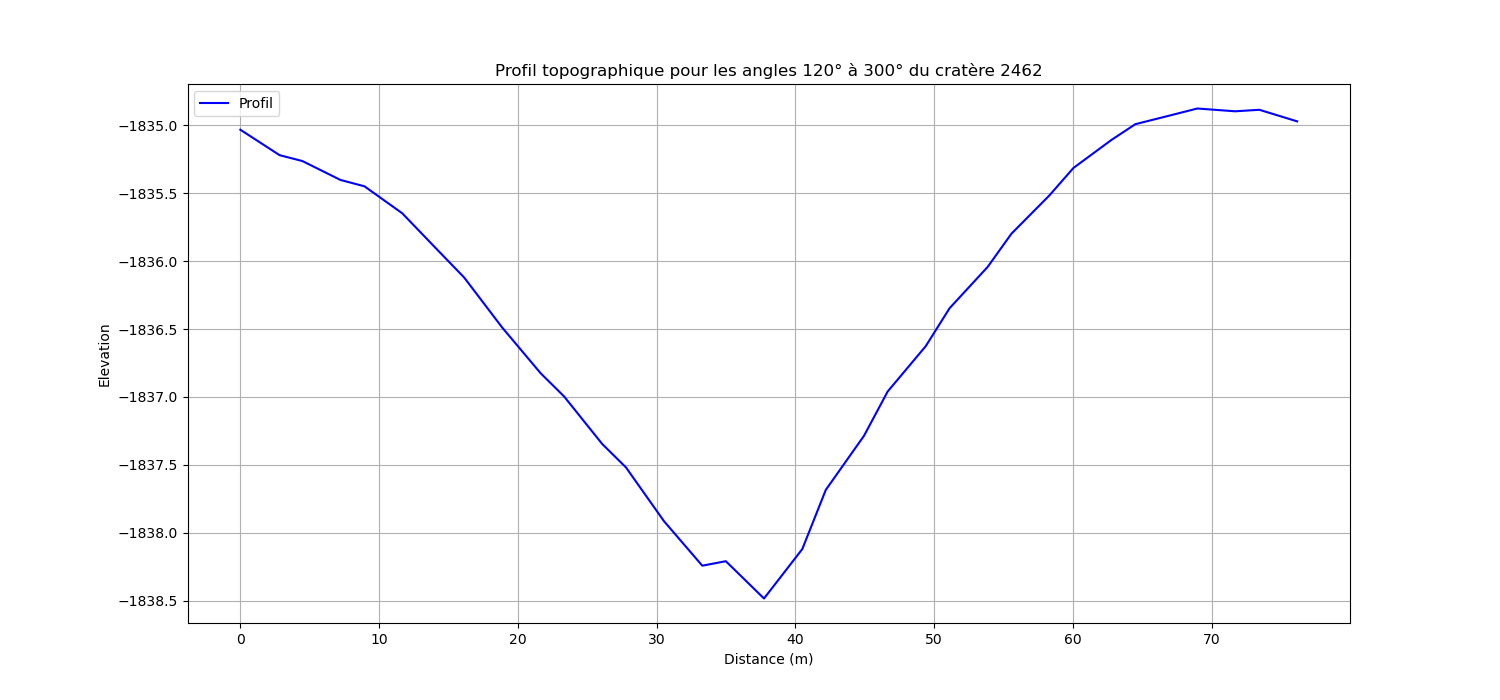 Profil topographique pour les angles 120° à 300° du cratère 2462
Profil
−1835.0
−1835.5
−1836.0
−1836.5
−1837.0
−1837.5
−1838.0
−1838.5
Elevation
0 10 20 30 40 50 60 70
Distance (m)